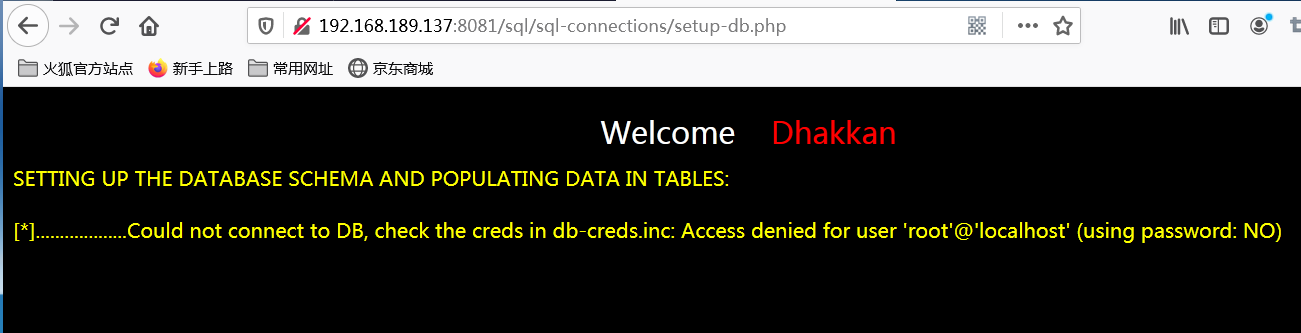 192.168.189.137:8081/sql/sql-connections/setup-db.php
火狐官方站点 新手上路 常用网址 京东商城
Welcome Dhakkan
SETTING UP THE DATABASE SCHEMA AND POPULATING DATA IN TABLES:
[*]...................Could not connect to DB, check the creds in db-creds.inc: Access denied for user 'root'@'localhost' (using password: NO)